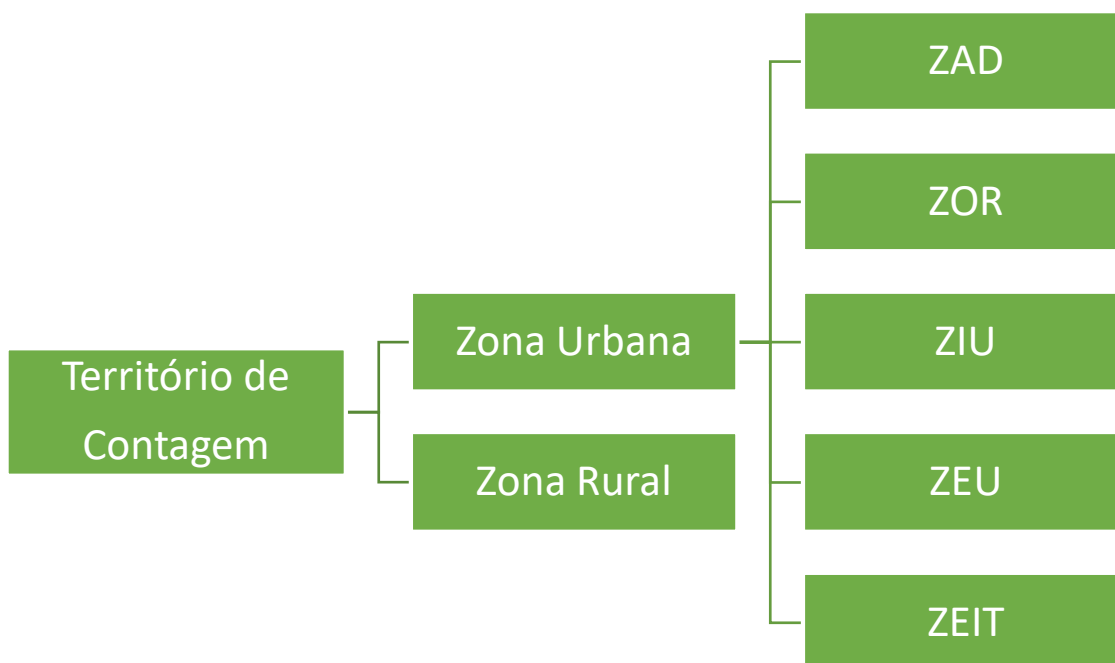 Território de
Contagem
Zona Urbana
Zona Rural
ZAD
ZOR
ZIU
ZEU
ZEIT